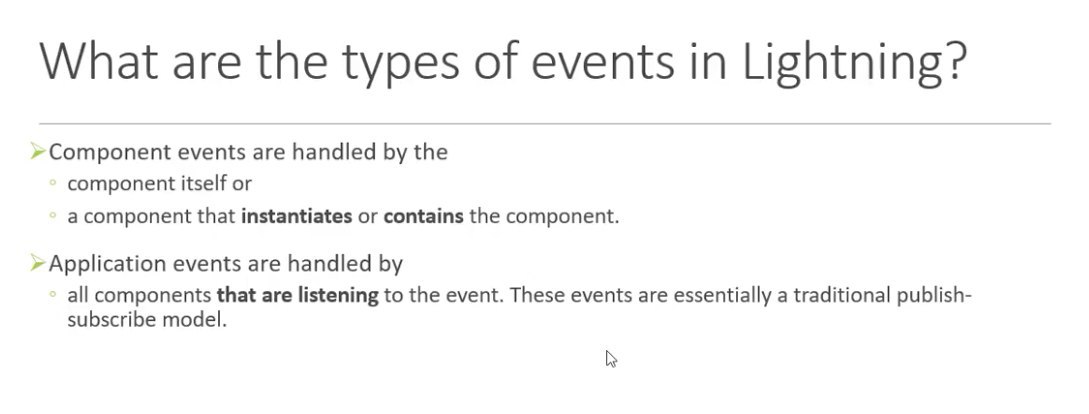 What are the types of events in Lightning?
Component events are handled by the
component itself or
a component that instantiates or contains the component.
Application events are handled by
all components that are listening to the event. These events are essentially a traditional publish-
subscribe model.